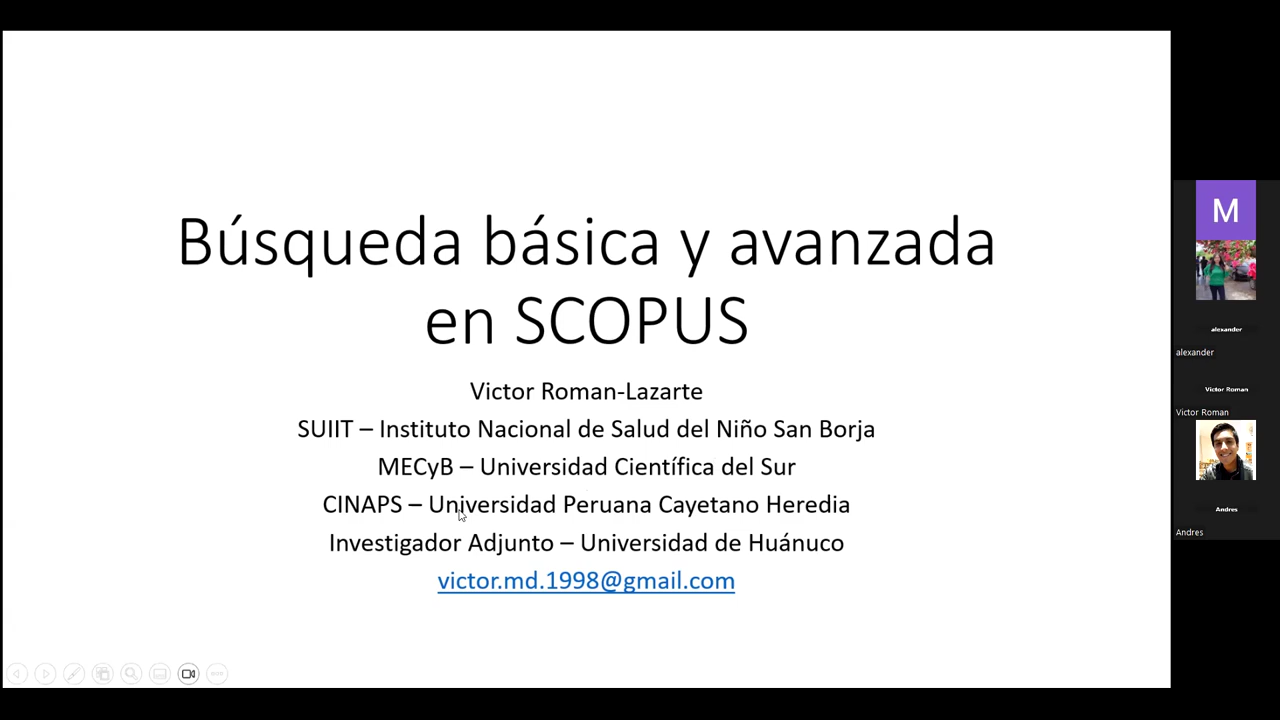 Búsqueda básica y avanzada
en SCOPUS
Victor Roman-Lazarte
SUIIT – Instituto Nacional de Salud del Niño San Borja
MECyB – Universidad Científica del Sur
CINAPS – Universidad Peruana Cayetano Heredia
Investigador Adjunto – Universidad de Huánuco
victor.md.1998@gmail.com
M
alexander
alexander
Victor Roman
Victor Roman
Andres
Andres